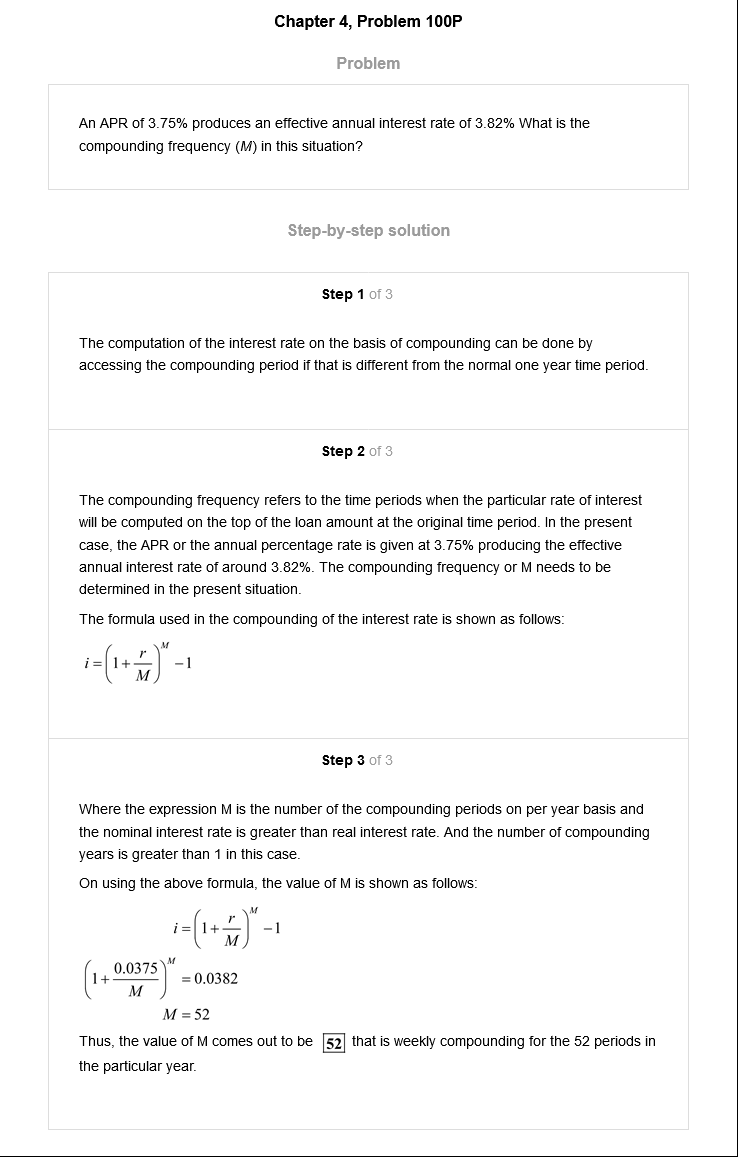 Chapter 4, Problem 100P
Problem
An APR of 3.75% produces an effective annual interest rate of 3.82% What is the
compounding frequency (M) in this situation?
Step-by-step solution
Step 1 of 3
The computation of the interest rate on the basis of compounding can be done by
accessing the compounding period if that is different from the normal one year time period.
Step 2 of 3
The compounding frequency refers to the time periods when the particular rate of interest
will be computed on the top of the loan amount at the original time period. In the present
case, the APR or the annual percentage rate is given at 3.75% producing the effective
annual interest rate of around 3.82%. The compounding frequency or M needs to be
determined in the present situation.
The formula used in the compounding of the interest rate is shown as follows:
i = (1 + r/M)^M − 1
Step 3 of 3
Where the expression M is the number of the compounding periods on per year basis and
the nominal interest rate is greater than real interest rate. And the number of compounding
years is greater than 1 in this case.
On using the above formula, the value of M is shown as follows:
i = (1 + r/M)^M − 1
(1 + 0.0375/M)^M = 0.0382
M = 52
Thus, the value of M comes out to be 52 that is weekly compounding for the 52 periods in
the particular year.